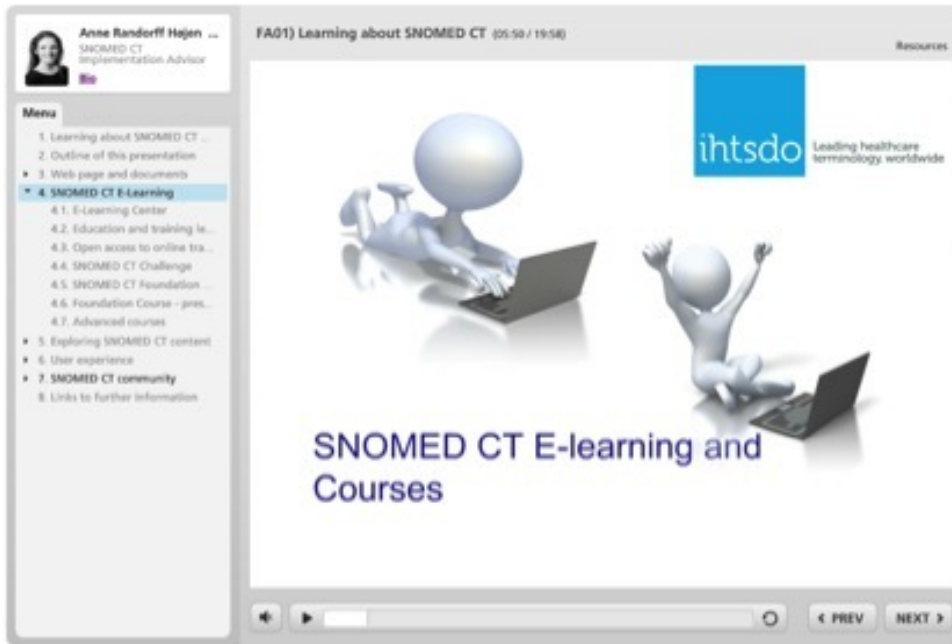 Anne Randorff Højen ...
SNOMED CT
Implementation Advisor
Bio
FA01) Learning about SNOMED CT (05:50 / 19:58)
Resources
Menu
1. Learning about SNOMED CT ...
2. Outline of this presentation
3. Web page and documents
4. SNOMED CT E-Learning
4.1. E-Learning Center
4.2. Education and training le...
4.3. Open access to online tra...
4.4. SNOMED CT Challenge
4.5. SNOMED CT Foundation ...
4.6. Foundation Course - pres...
4.7. Advanced courses
5. Exploring SNOMED CT content
6. User experience
7. SNOMED CT community
8. Links to further information
ihtsdo
Leading healthcare
terminology, worldwide
SNOMED CT E-learning and
Courses
PREV
NEXT